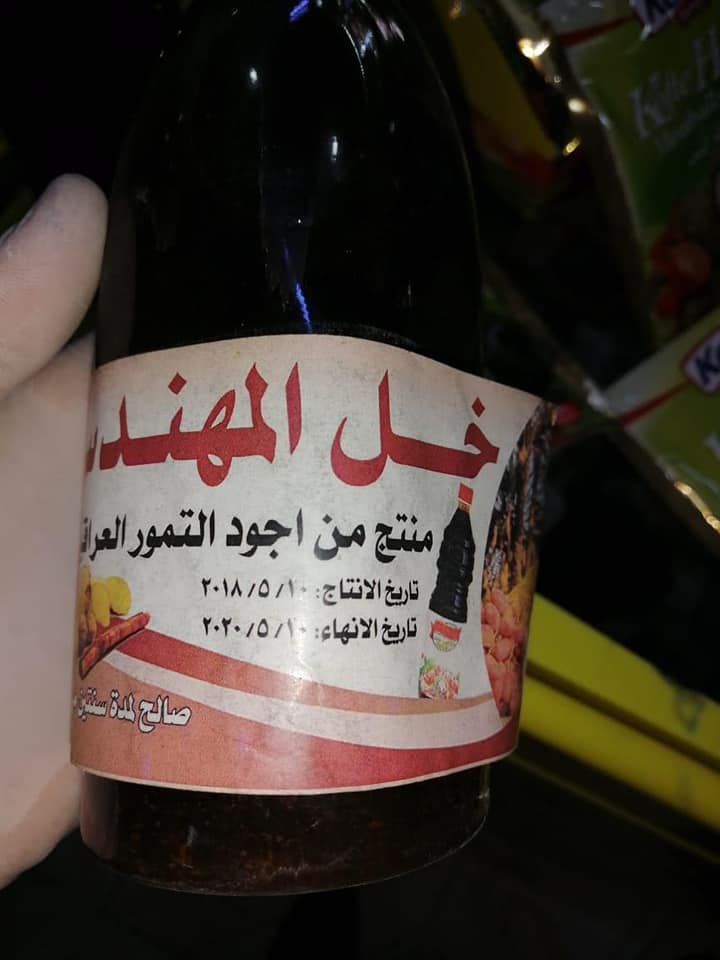 خل المهندس
منتج من اجود التمور العراقية
تاريخ الانتاج: ٢٠١٨/٥/١٠
تاريخ الانهاء: ٢٠٢٠/٥/١٠
صالح لمدة سنتين